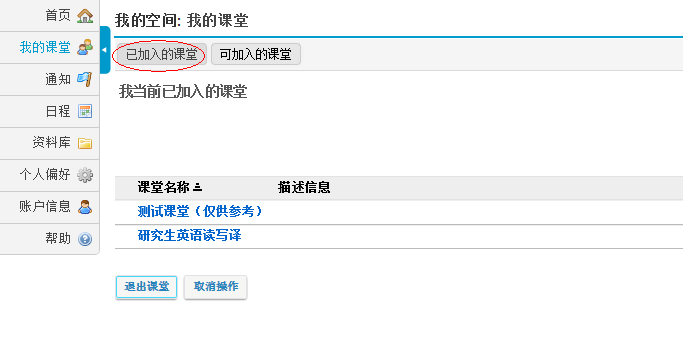 首页
我的课堂
通知
日程
资料库
个人偏好
账户信息
帮助
我的空间: 我的课堂
已加入的课堂 可加入的课堂
我当前已加入的课堂
课堂名称 描述信息
测试课堂（仅供参考）
研究生英语读写译
退出课堂 取消操作